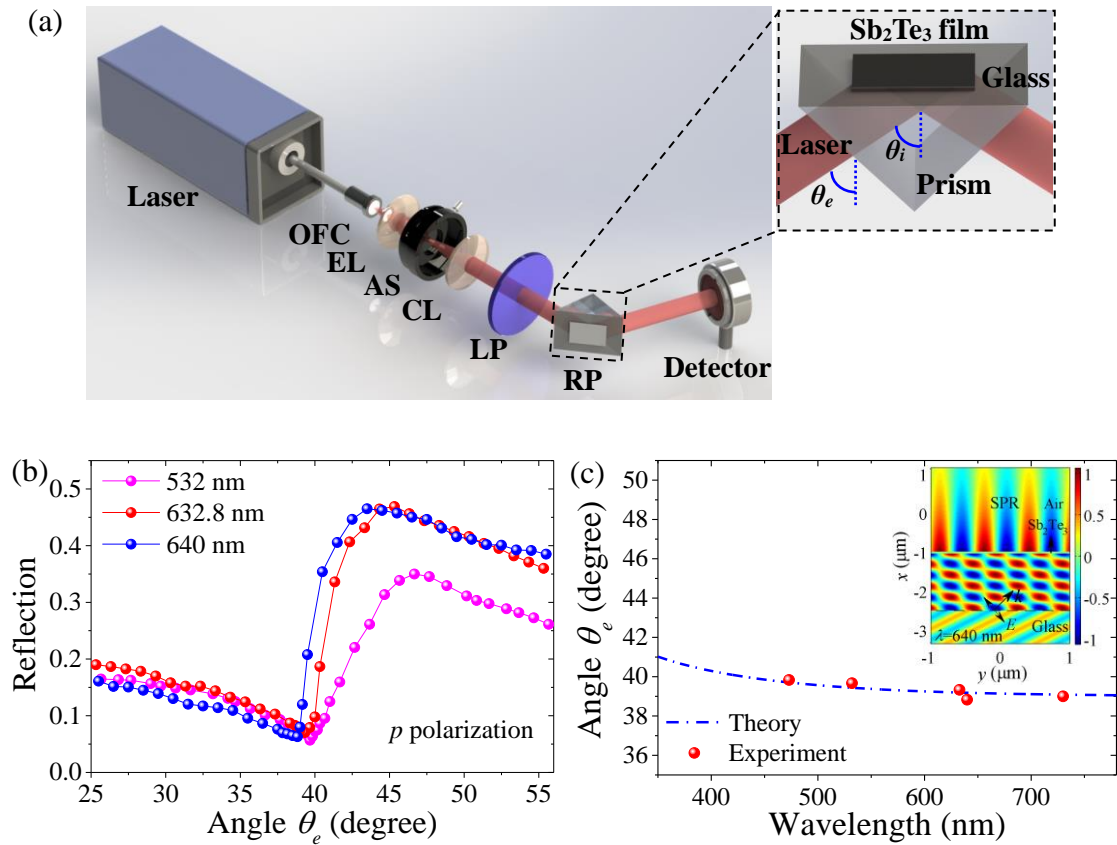 (a)
Sb₂Te₃ film
Glass
Laser
θᵢ
θₑ
Prism
Laser
OFC
EL
AS
CL
LP
RP
Detector
(b)
0.5
0.4
0.3
0.2
0.1
0.0
Reflection
532 nm
632.8 nm
640 nm
p polarization
25 30 35 40 45 50 55
Angle θₑ (degree)
(c)
50
48
46
44
42
40
38
36
Angle θₑ (degree)
Theory
Experiment
400 500 600 700
Wavelength (nm)
SPR Air
Sb₂Te₃
k
E
Glass
λ=640 nm
0
-1
-2
-3
x (μm)
-1 0 1
y (μm)
1
0.5
0
-0.5
-1